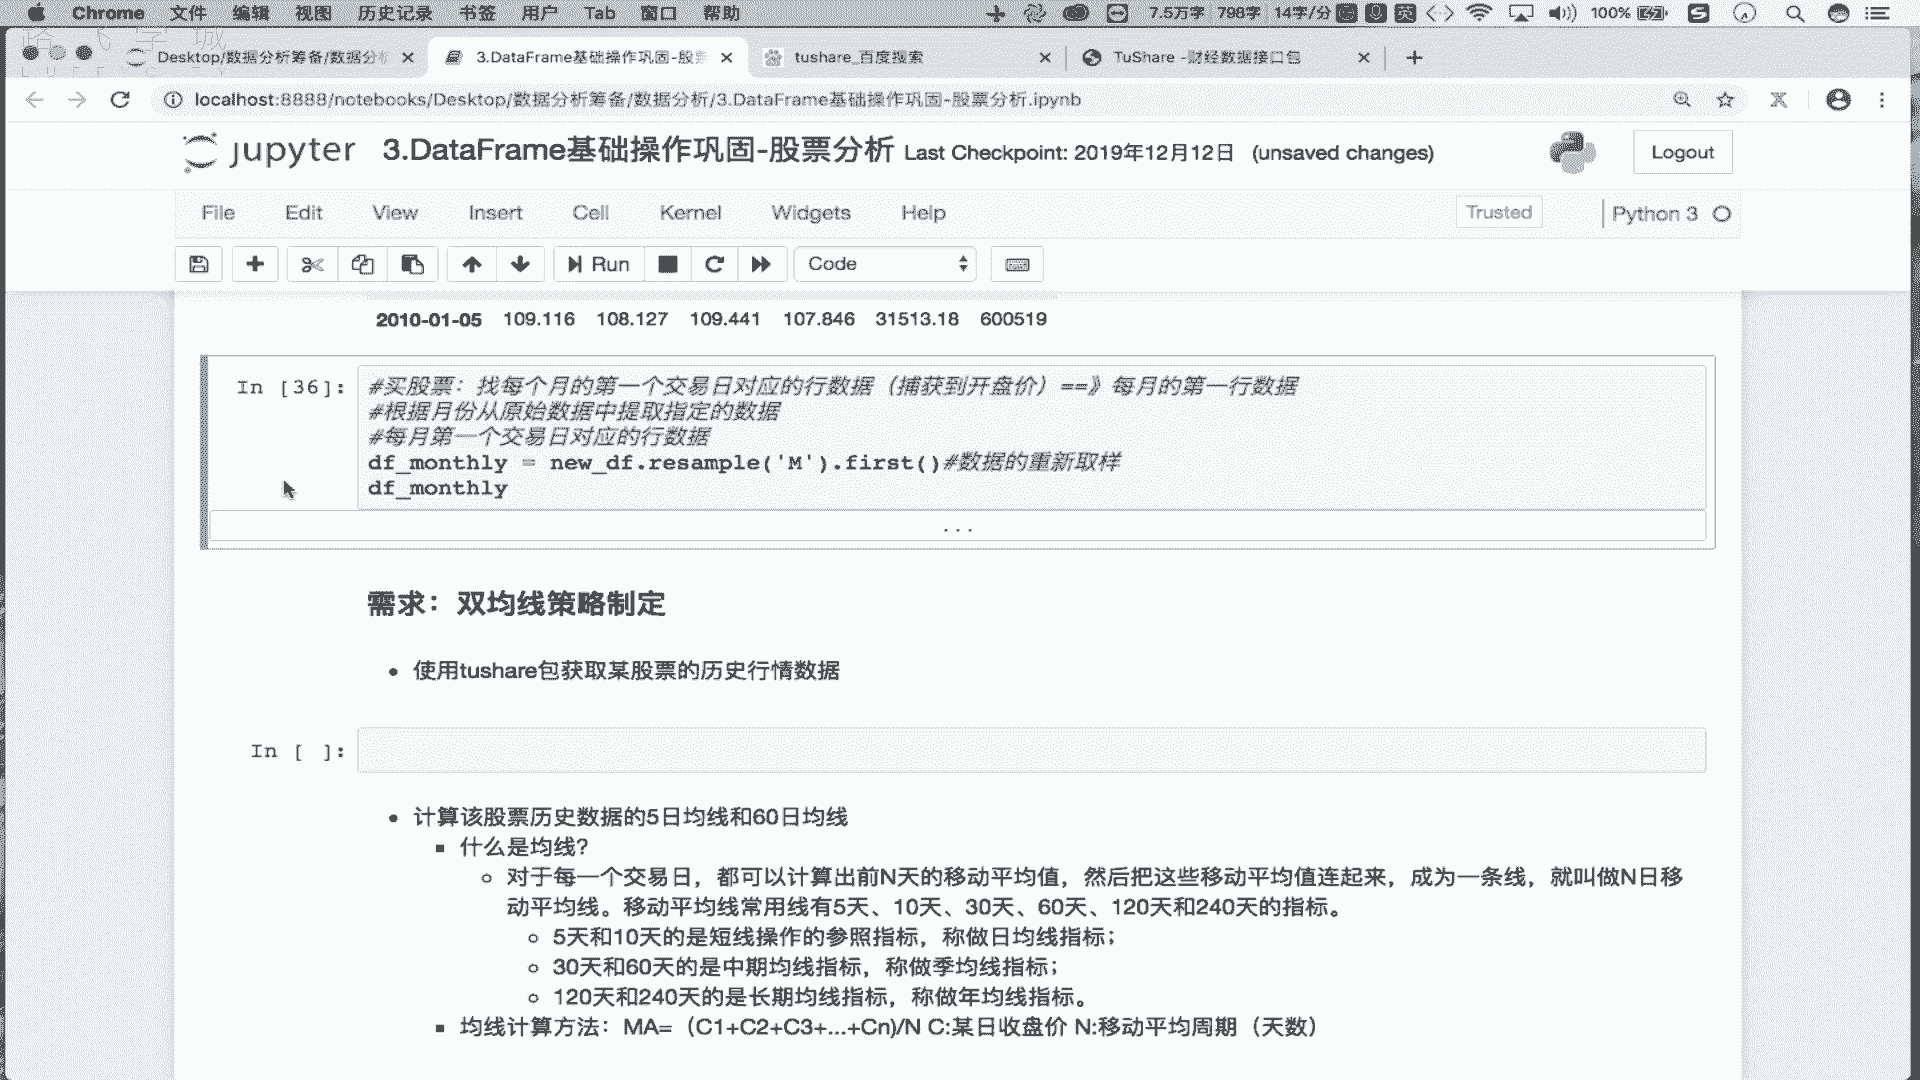 Chrome 文件 编辑 视图 历史记录 书签 用户 Tab 窗口 帮助 7.5万字 798字 14字/分 英 100%
Desktop/数据分析筹备/数据分析
3.DataFrame基础操作巩固-股票
tushare_百度搜索
TuShare -财经数据接口包
localhost:8888/notebooks/Desktop/数据分析筹备/数据分析/3.DataFrame基础操作巩固-股票分析.ipynb
jupyter 3.DataFrame基础操作巩固-股票分析 Last Checkpoint: 2019年12月12日 (unsaved changes)
Logout
File Edit View Insert Cell Kernel Widgets Help Trusted Python 3
Run Code
2010-01-05 109.116 108.127 109.441 107.846 31513.18 600519
In [36]: #买股票：找每个月的第一个交易日对应的行数据（捕获到开盘价）==》每月的第一行数据
#根据月份从原始数据中提取指定的数据
#每月第一个交易日对应的行数据
df_monthly = new_df.resample('M').first()#数据的重新取样
df_monthly
...
需求：双均线策略制定
使用tushare包获取某股票的历史行情数据
In [ ]:
计算该股票历史数据的5日均线和60日均线
什么是均线?
对于每一个交易日，都可以计算出前N天的移动平均值，然后把这些移动平均值连起来，成为一条线，就叫做N日移
动平均线。移动平均线常用线有5天、10天、30天、60天、120天和240天的指标。
5天和10天的是短线操作的参照指标，称做日均线指标；
30天和60天的是中期均线指标，称做季均线指标；
120天和240天的是长期均线指标，称做年均线指标。
均线计算方法：MA=（C1+C2+C3+...+Cn)/N C:某日收盘价 N:移动平均周期（天数）